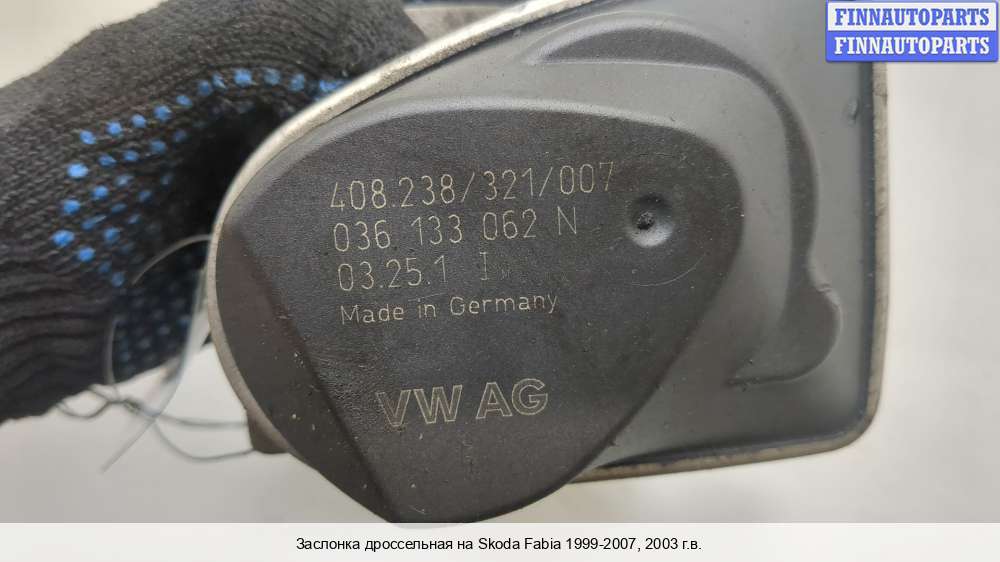 FINNAUTOPARTS
FINNAUTOPARTS
408.238/321/007
036 133 062 N
03.25.1 I
Made in Germany
VW AG
Заслонка дроссельная на Skoda Fabia 1999-2007, 2003 г.в.